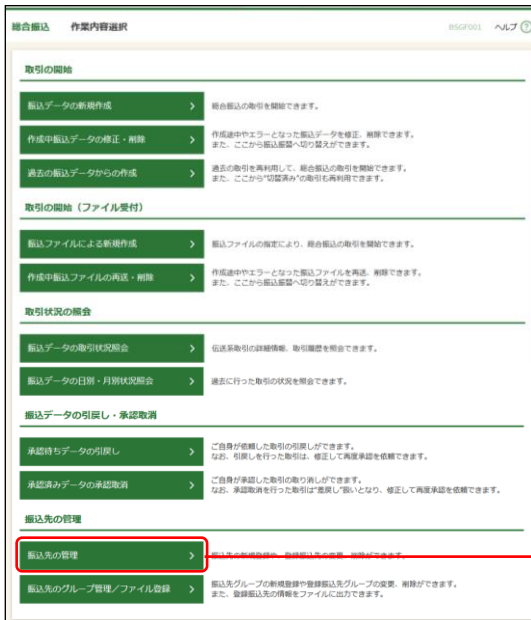 総合振込 作業内容選択 BSGF001 ヘルプ ?
取引の開始
振込データの新規作成 > 総合振込の取引を開始できます。
作成中振込データの修正・削除 > 作成途中やエラーとなった振込データを修正、削除できます。
また、ここから振込振替へ切り替えができます。
過去の振込データからの作成 > 過去の取引を再利用して、総合振込の取引を開始できます。
また、ここから"切替済み"の取引も再利用できます。
取引の開始（ファイル受付）
振込ファイルによる新規作成 > 振込ファイルの指定により、総合振込の取引を開始できます。
作成中振込ファイルの再送・削除 > 作成途中やエラーとなった振込ファイルを再送、削除できます。
また、ここから振込振替へ切り替えができます。
取引状況の照会
振込データの取引状況照会 > 伝送系取引の詳細情報、取引履歴を照会できます。
振込データの日別・月別状況照会 > 過去に行った取引の状況を照会できます。
振込データの引戻し・承認取消
承認待ちデータの引戻し > ご自身が依頼した取引の引戻しができます。
なお、引戻しを行った取引は、修正して再度承認を依頼できます。
承認済みデータの承認取消 > ご自身が承認した取引の取り消しができます。
なお、承認取消を行った取引は"差戻し"扱いとなり、修正して再度承認を依頼できます。
振込先の管理
振込先の管理 > 振込先の新規登録や、登録振込先の変更、削除ができます。
振込先のグループ管理／ファイル登録 > 振込先グループの新規登録や登録振込先グループの変更、削除ができます。
また、登録振込先の情報をファイルに出力できます。